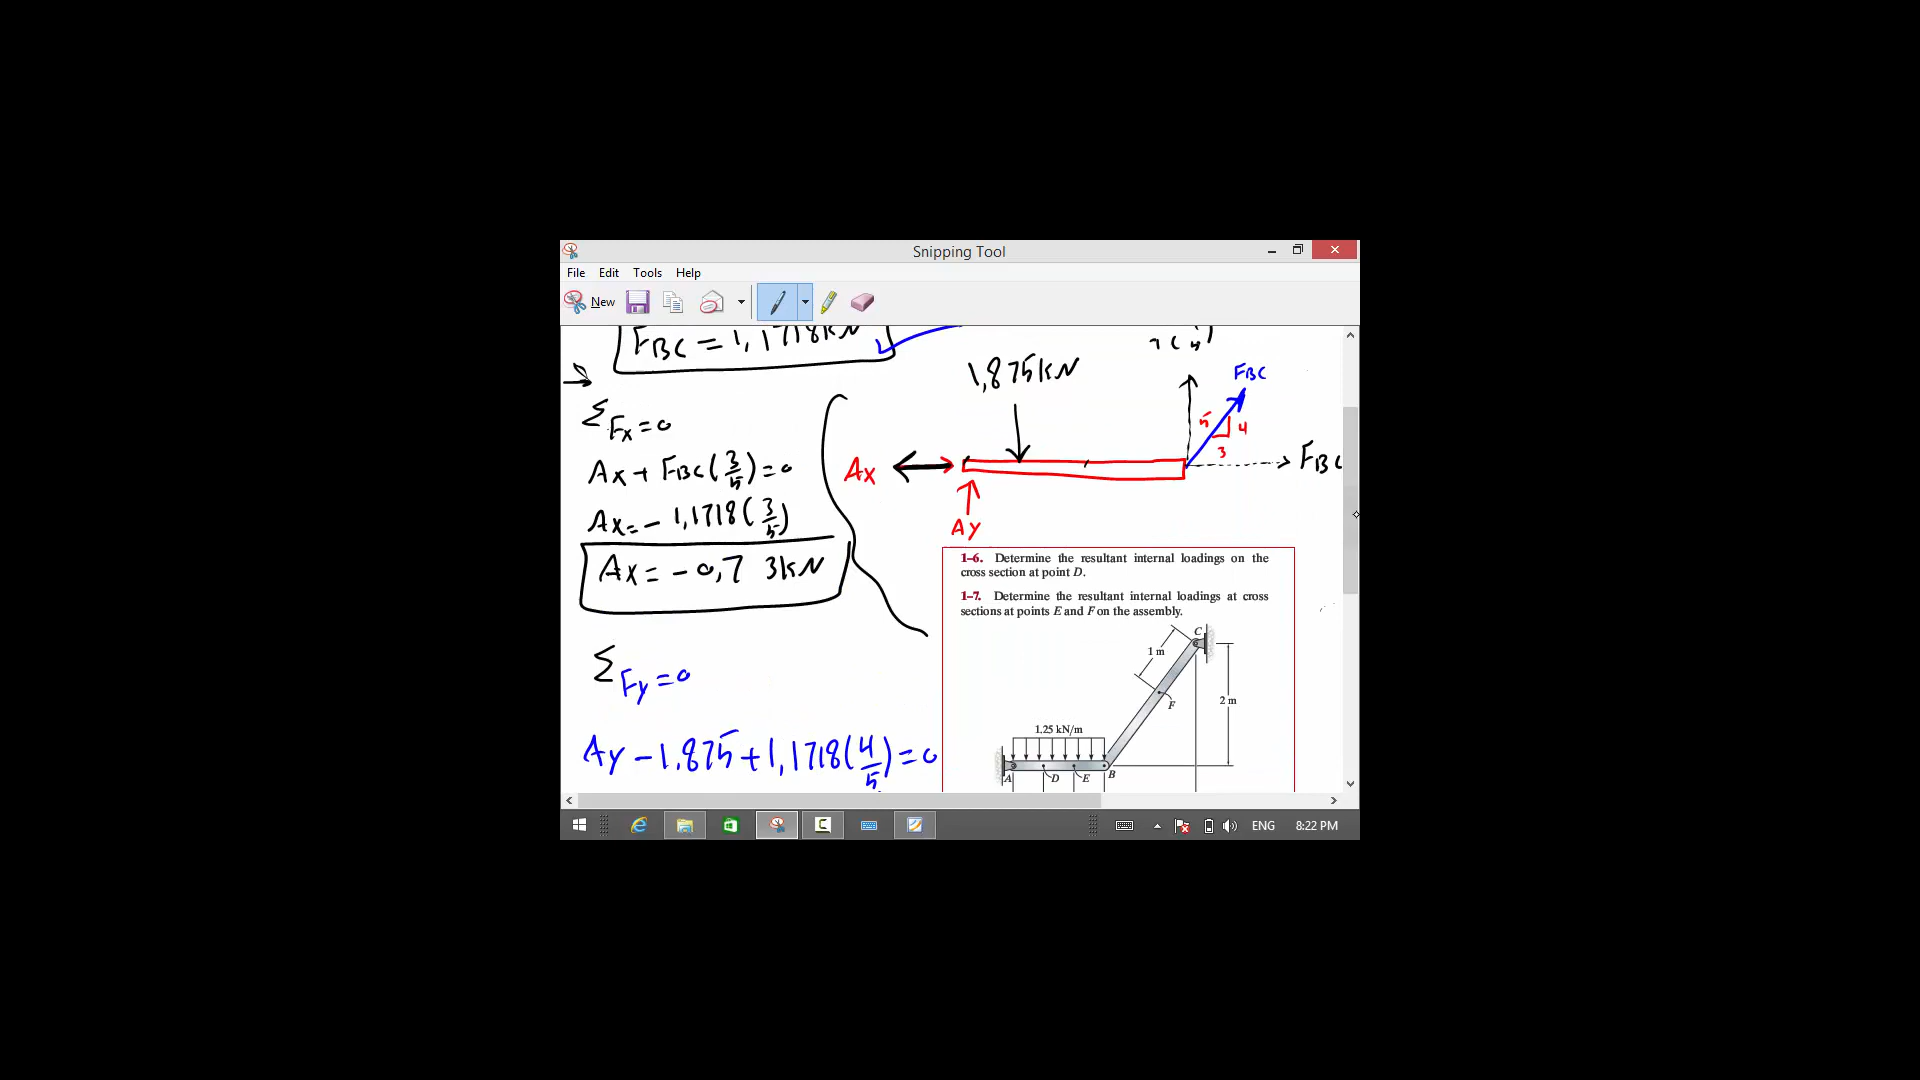 Snipping Tool
File Edit Tools Help
New
FBC = 1,1718kN
ΣFx=0
Ax + FBC(3/5)=0
Ax= - 1,1718(3/5)
Ax= - 0,7 3kN
ΣFy=0
Ay - 1.875 + 1,1718(4/5) = 0
1,875kN
FBC
5
4
3
Ax
FBC
Ay
1–6. Determine the resultant internal loadings on the
cross section at point D.
1–7. Determine the resultant internal loadings at cross
sections at points E and F on the assembly.
C
1 m
F
2 m
1.25 kN/m
A
D
E
B
ENG
8:22 PM